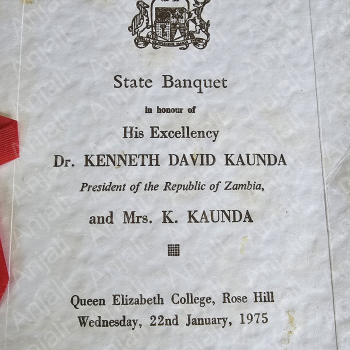 State Banquet
in honour of
His Excellency
Dr. KENNETH DAVID KAUNDA
President of the Republic of Zambia,
and Mrs. K. KAUNDA
Queen Elizabeth College, Rose Hill
Wednesday, 22nd January, 1975